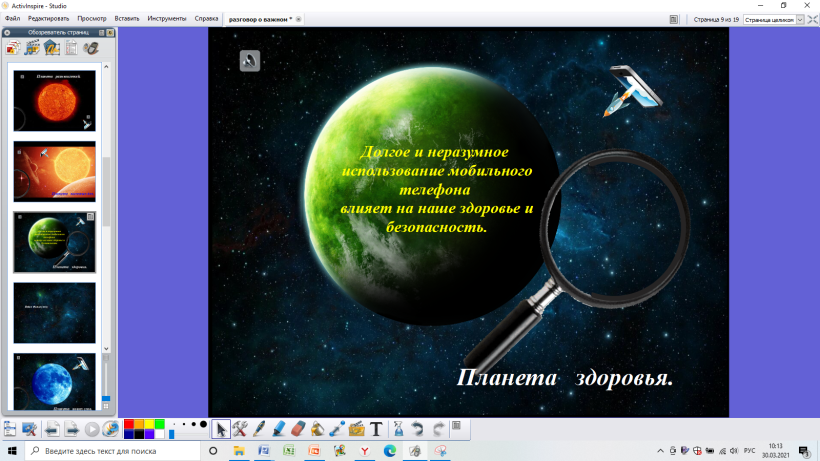 ActivInspire - Studio
Файл Редактировать Просмотр Вставить Инструменты Справка
разговор о важном *
Страница 9 из 19
Страница целиком
Обозреватель страниц
Долгое и неразумное
использование мобильного
телефона
влияет на наше здоровье и
безопасность.
Планета здоровья.
Введите здесь текст для поиска
РУС
10:13
30.03.2021